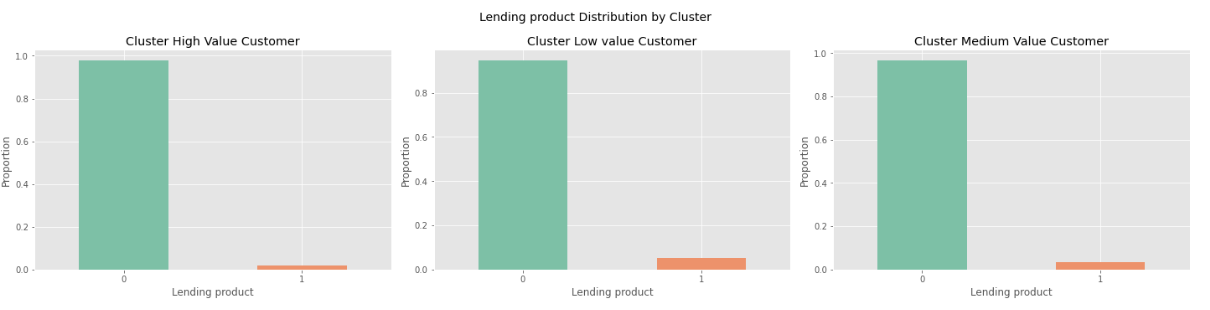 Lending product Distribution by Cluster
Cluster High Value Customer
1.0
0.8
0.6
0.4
0.2
0.0
Proportion
0
1
Lending product
Cluster Low value Customer
0.8
0.6
0.4
0.2
0.0
Proportion
0
1
Lending product
Cluster Medium Value Customer
1.0
0.8
0.6
0.4
0.2
0.0
Proportion
0
1
Lending product